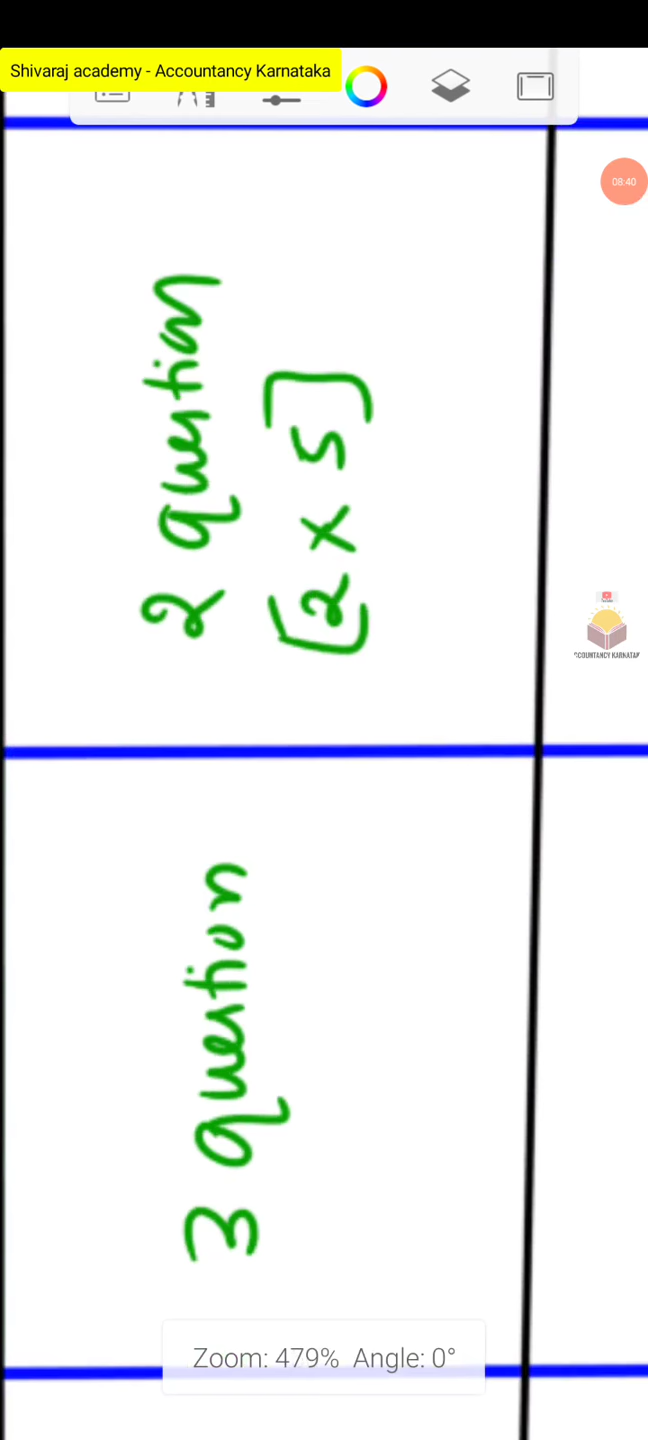 Shivaraj academy - Accountancy Karnataka
08:40
2 question
[2 x 5]
3 question
Zoom: 479% Angle: 0°